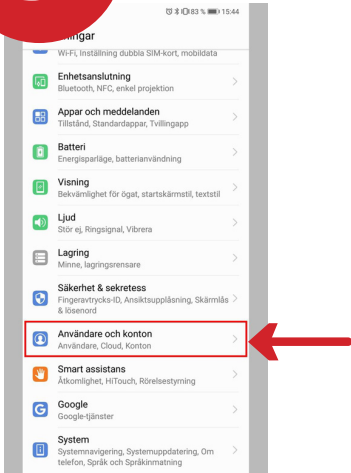 83 % 15:44
ningar
Wi-Fi, Inställning dubbla SIM-kort, mobildata
Enhetsanslutning
Bluetooth, NFC, enkel projektion
Appar och meddelanden
Tillstånd, Standardappar, Tvillingapp
Batteri
Energisparläge, batterianvändning
Visning
Bekvämlighet för ögat, startskärmstil, textstil
Ljud
Stör ej, Ringsignal, Vibrera
Lagring
Minne, lagringsrensare
Säkerhet & sekretess
Fingeravtrycks-ID, Ansiktsupplåsning, Skärmlås
& lösenord
Användare och konton
Användare, Cloud, Konton
Smart assistans
Åtkomlighet, HiTouch, Rörelsestyrning
Google
Google-tjänster
System
Systemnavigering, Systemuppdatering, Om
telefon, Språk och Språkinmatning